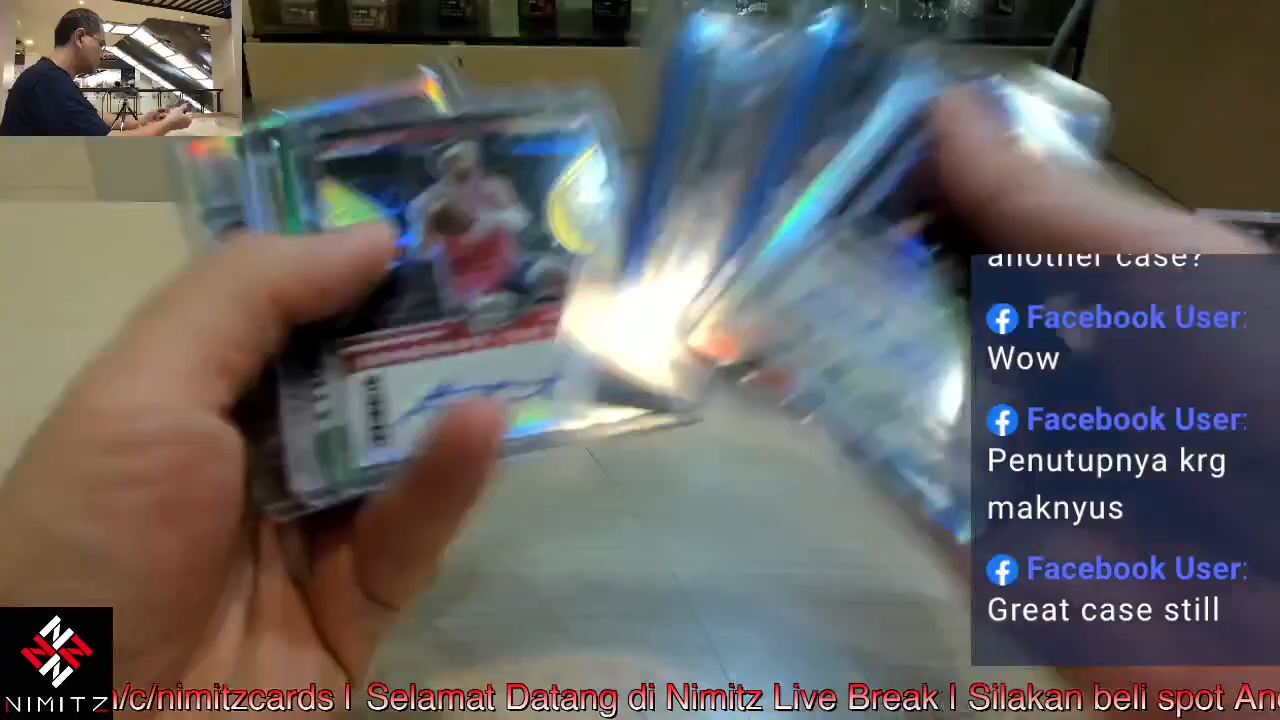 another case?
Facebook User:
Wow
Facebook User:
Penutupnya krg
maknyus
Facebook User:
Great case still
NIMITZ
/c/nimitzcards | Selamat Datang di Nimitz Live Break | Silakan beli spot